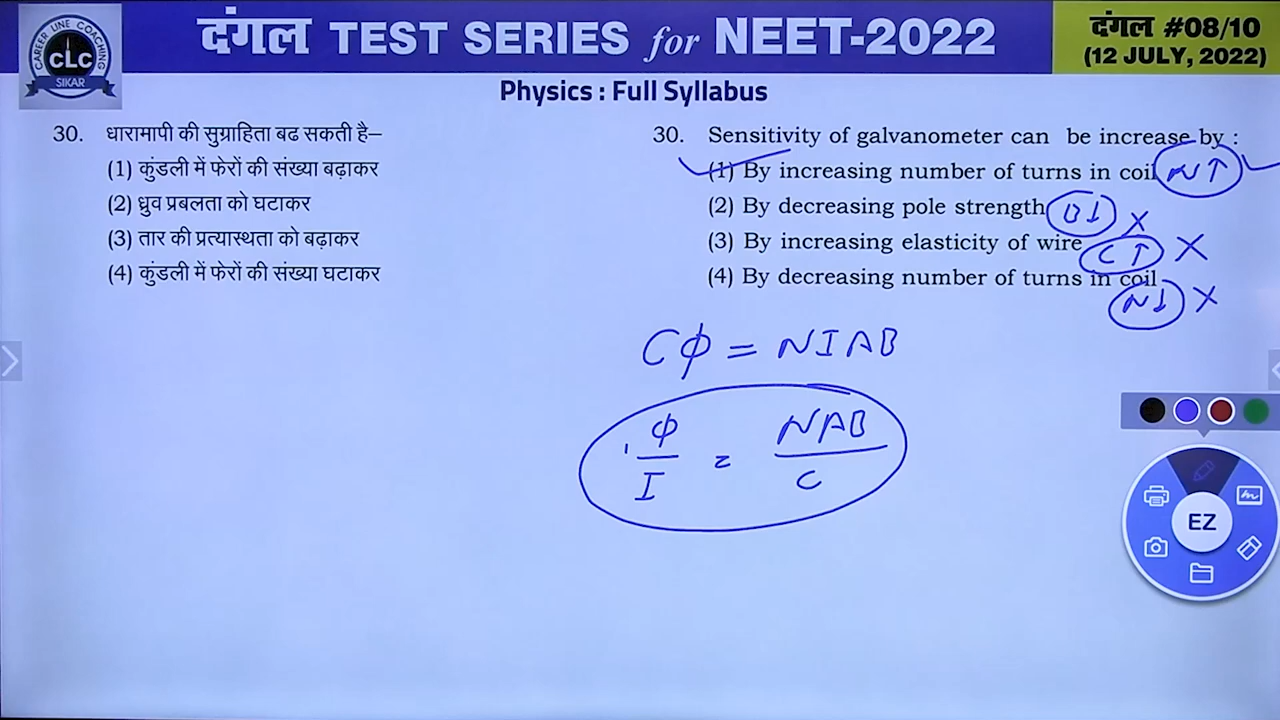 दंगल TEST SERIES for NEET-2022
दंगल #08/10
(12 JULY, 2022)
CAREER LINE COACHING
CLC
SIKAR
Physics : Full Syllabus
30. धारामापी की सुग्राहिता बढ सकती है–
(1) कुंडली में फेरों की संख्या बढ़ाकर
(2) ध्रुव प्रबलता को घटाकर
(3) तार की प्रत्यास्थता को बढ़ाकर
(4) कुंडली में फेरों की संख्या घटाकर
30. Sensitivity of galvanometer can be increase by :
(1) By increasing number of turns in coil N↑
(2) By decreasing pole strength B↓ ×
(3) By increasing elasticity of wire C↑ ×
(4) By decreasing number of turns in coil
N↓ ×
Cϕ = NIAB
ϕ/I = NAB/C
EZ